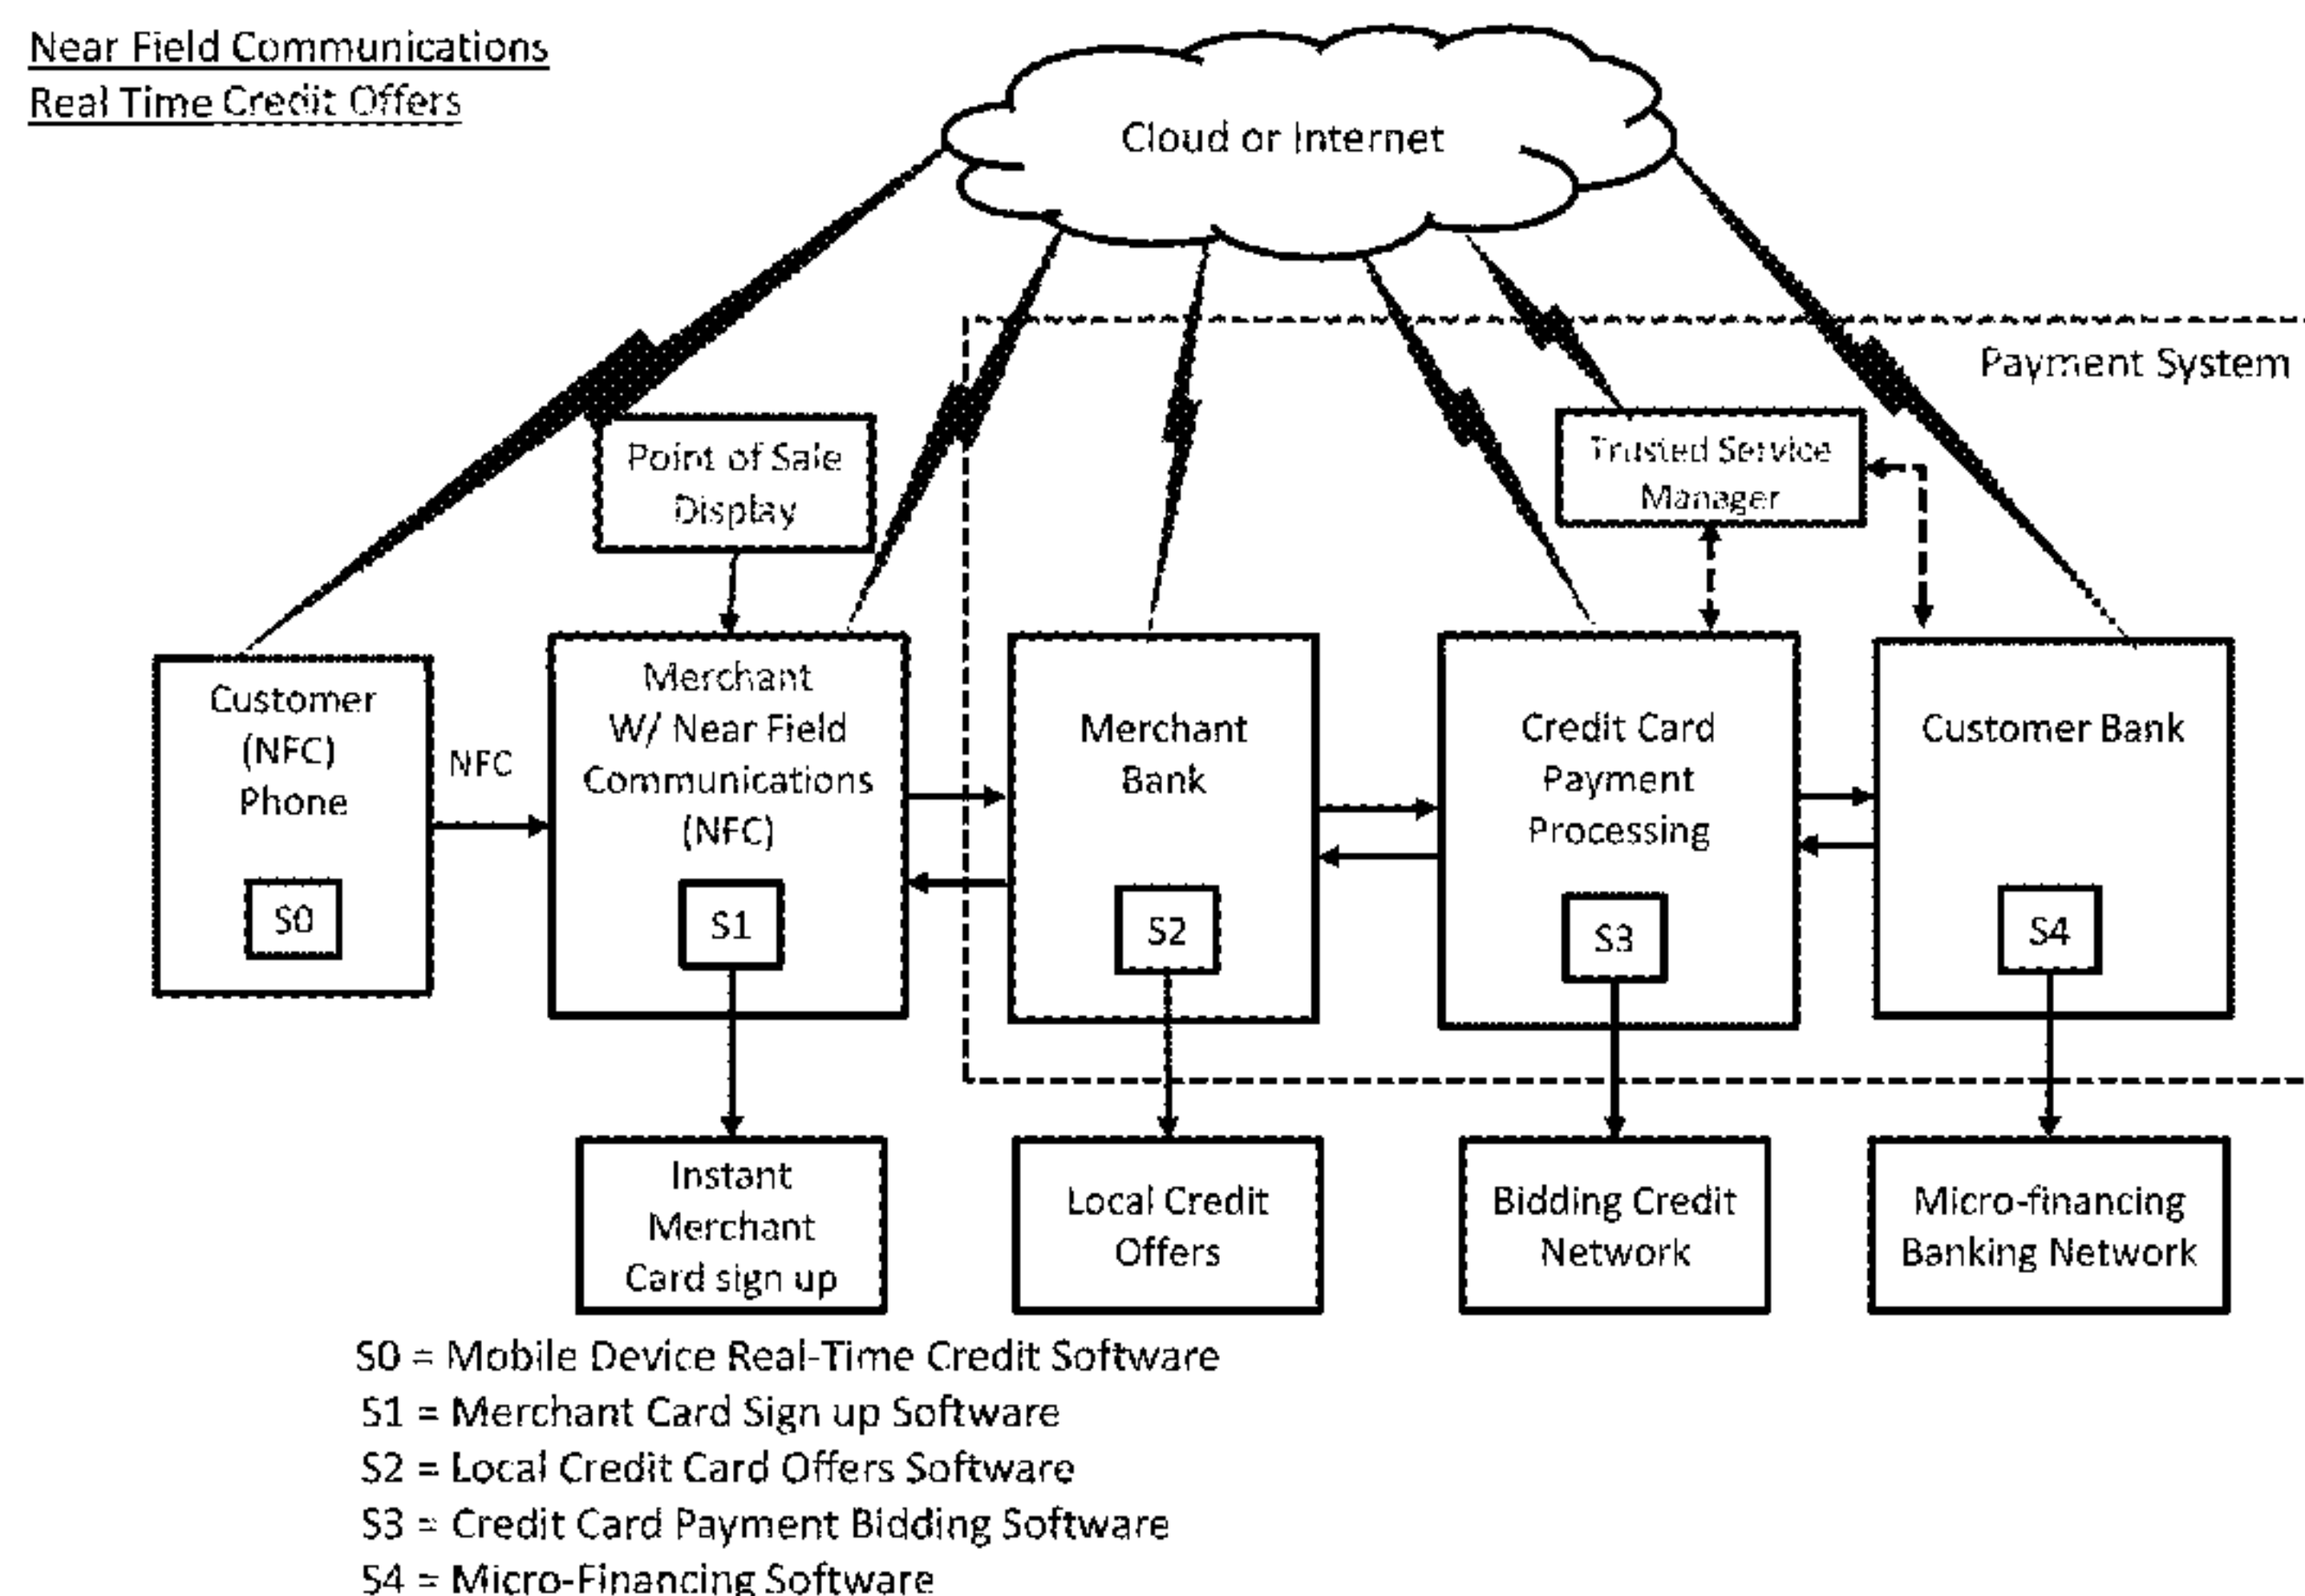 Near Field Communications
Real Time Credit Offers
Cloud or Internet
Payment System
Point of Sale
Display
Trusted Service
Manager
Customer
(NFC)
Phone
S0
NFC
Merchant
W/ Near Field
Communications
(NFC)
S1
Merchant
Bank
S2
Credit Card
Payment
Processing
S3
Customer Bank
S4
Instant
Merchant
Card sign up
Local Credit
Offers
Bidding Credit
Network
Micro-financing
Banking Network
S0 = Mobile Device Real-Time Credit Software
S1 = Merchant Card Sign up Software
S2 = Local Credit Card Offers Software
S3 = Credit Card Payment Bidding Software
S4 = Micro-Financing Software